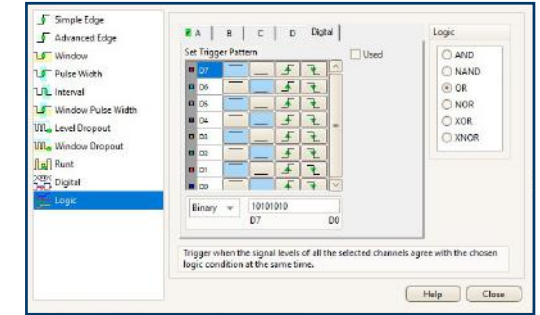 Simple Edge
Advanced Edge
Window
Pulse Width
Interval
Window Pulse Width
Level Dropout
Window Dropout
Runt
Digital
Logic
A B C D Digital
Set Trigger Pattern
Used
D7
D6
D5
D4
D3
D2
D1
D0
Binary 10101010
D7 D0
Logic
AND
NAND
OR
NOR
XOR
XNOR
Trigger when the signal levels of all the selected channels agree with the chosen
logic condition at the same time.
Help Close